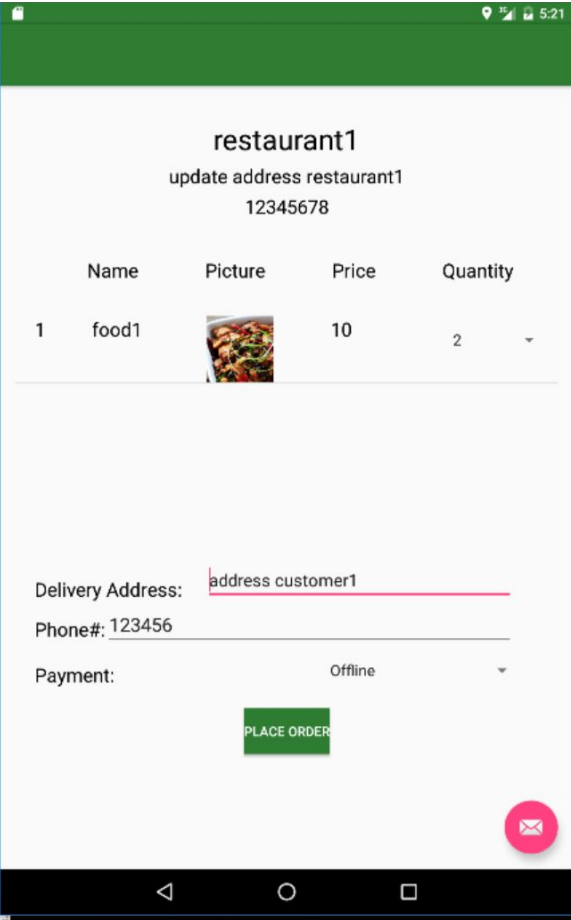 5:21
restaurant1
update address restaurant1
12345678
Name Picture Price Quantity
1 food1 10 2
Delivery Address: address customer1
Phone#: 123456
Payment: Offline
PLACE ORDER